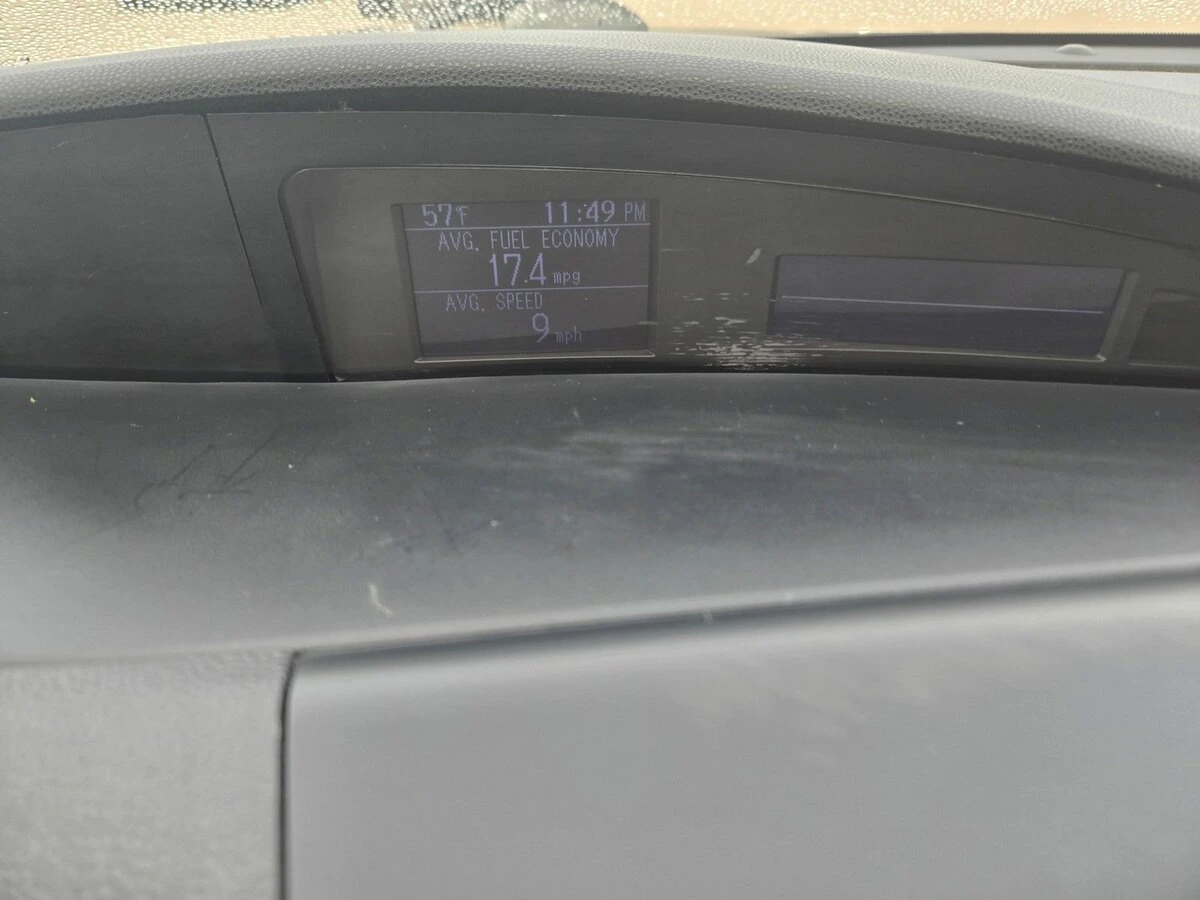 57°F 11:49 PM
AVG. FUEL ECONOMY
17.4 mpg
AVG. SPEED
9 mph